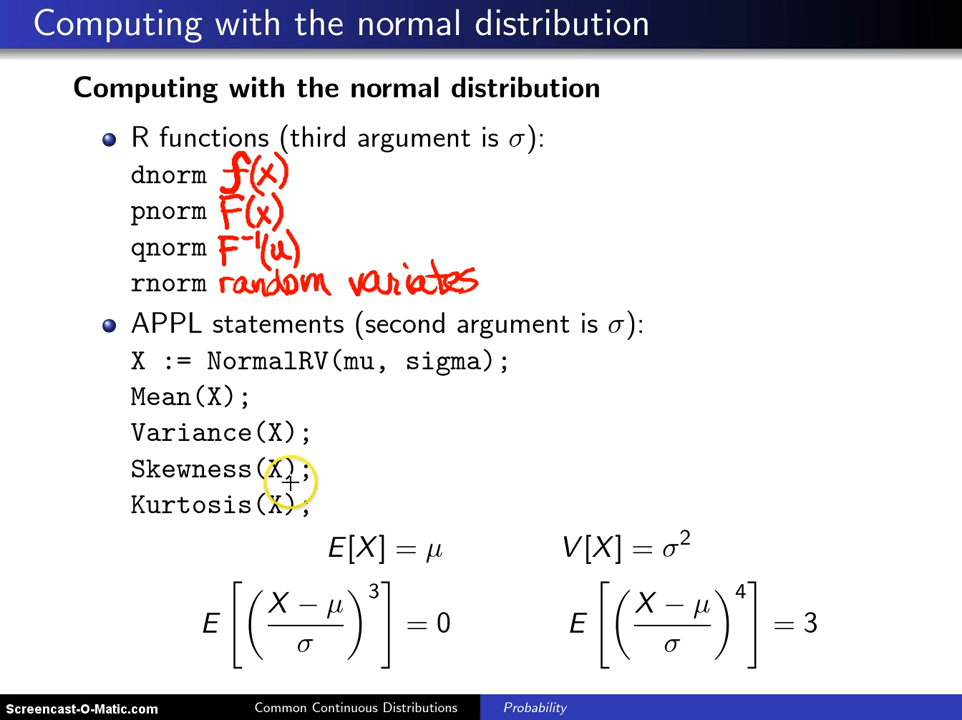 Computing with the normal distribution
Computing with the normal distribution
R functions (third argument is σ):
dnorm f(x)
pnorm F(x)
qnorm F⁻¹(u)
rnorm random variates
APPL statements (second argument is σ):
X := NormalRV(mu, sigma);
Mean(X);
Variance(X);
Skewness(X);
Kurtosis(X);
E[X] = μ V[X] = σ²
E[((X − μ)/σ)³] = 0 E[((X − μ)/σ)⁴] = 3
Screencast-O-Matic.com Common Continuous Distributions Probability